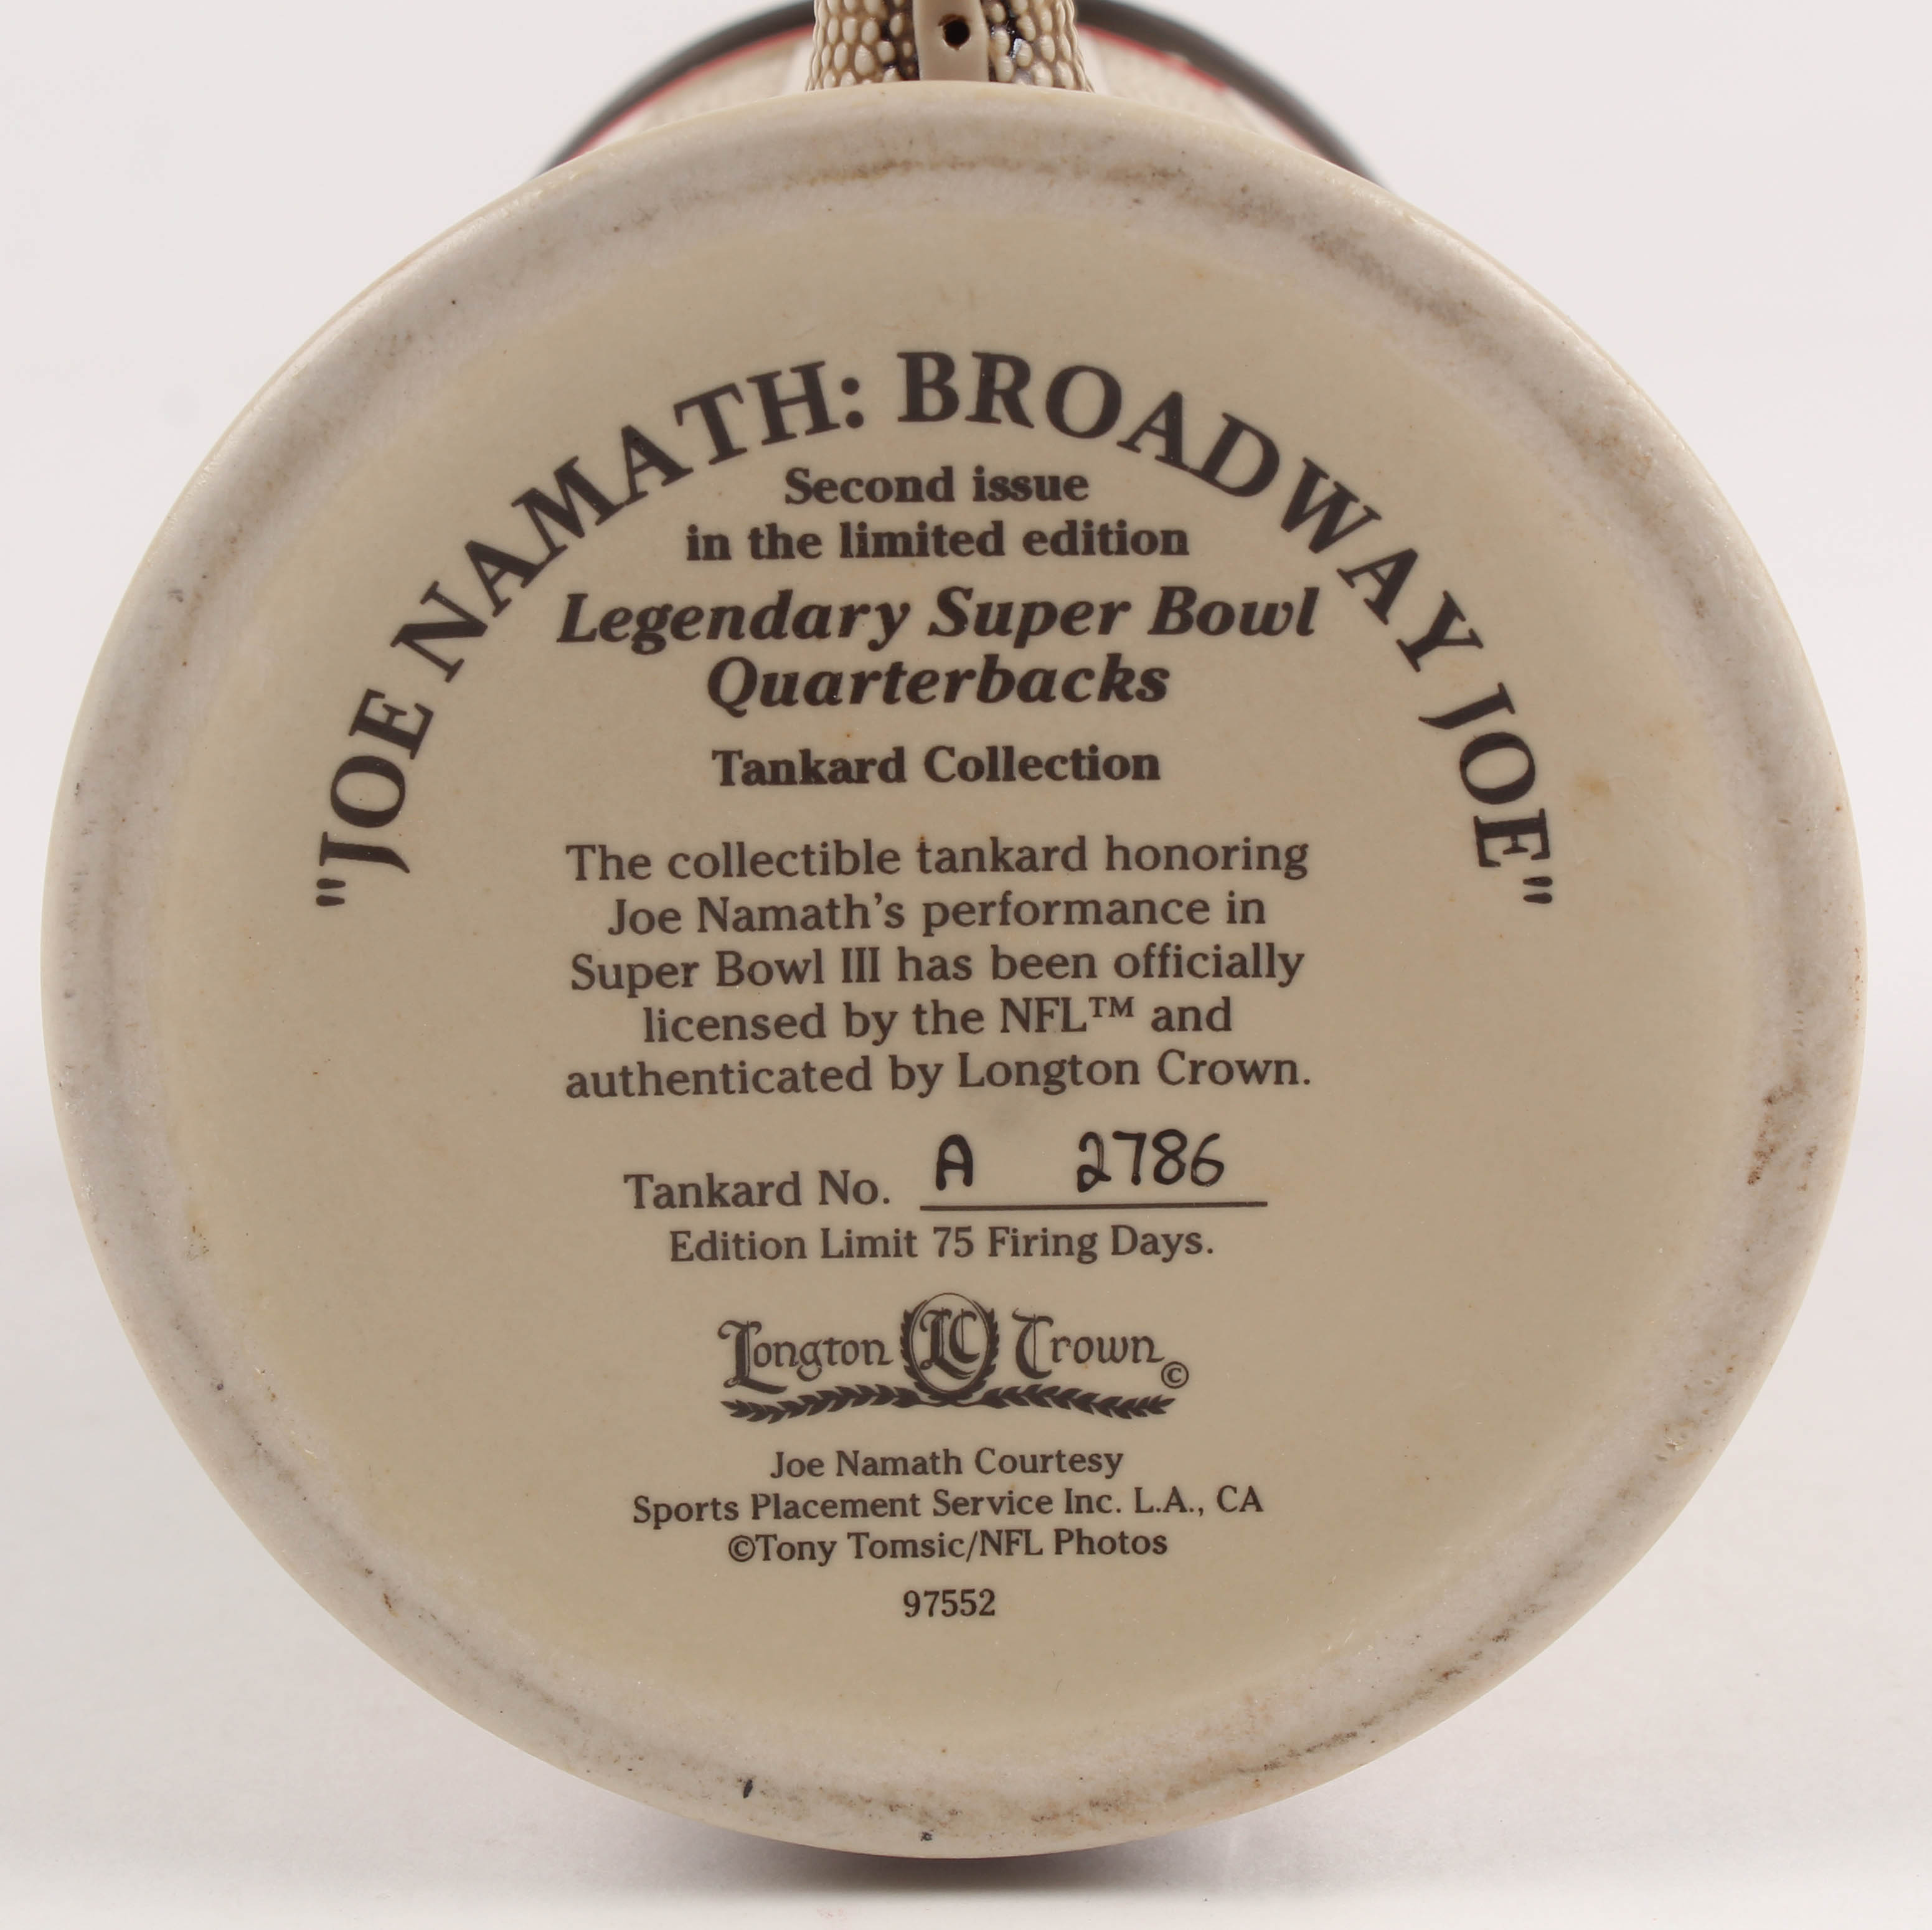 "JOE NAMATH: BROADWAY JOE"
Second issue
in the limited edition
Legendary Super Bowl
Quarterbacks
Tankard Collection
The collectible tankard honoring
Joe Namath's performance in
Super Bowl III has been officially
licensed by the NFL™ and
authenticated by Longton Crown.
Tankard No. A 2786
Edition Limit 75 Firing Days.
Longton LC Crown ©
Joe Namath Courtesy
Sports Placement Service Inc. L.A., CA
©Tony Tomsic/NFL Photos
97552